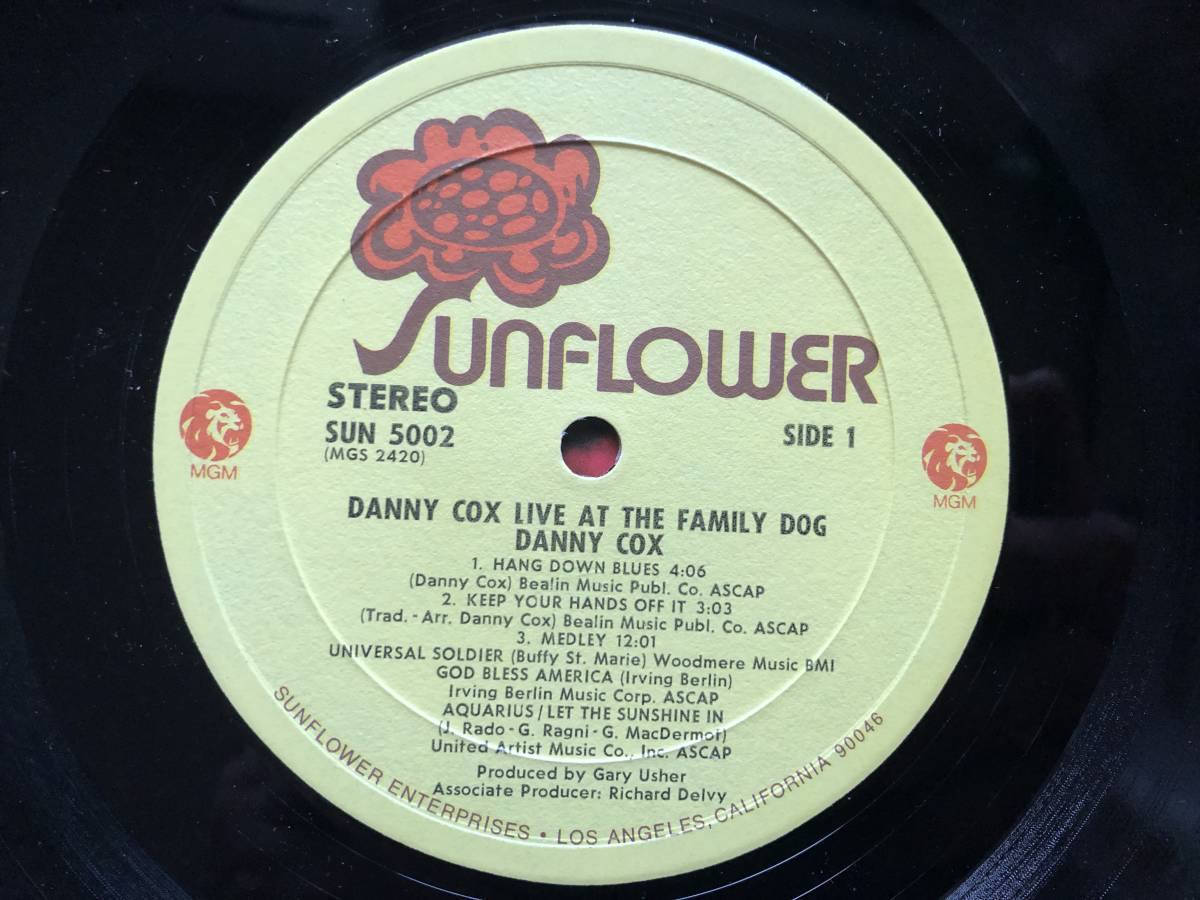 SUNFLOWER
STEREO
SUN 5002
(MGS 2420)
SIDE 1
MGM
MGM
DANNY COX LIVE AT THE FAMILY DOG
DANNY COX
1. HANG DOWN BLUES 4:06
(Danny Cox) Bealin Music Publ. Co. ASCAP
2. KEEP YOUR HANDS OFF IT 3:03
(Trad. - Arr. Danny Cox) Bealin Music Publ. Co. ASCAP
3. MEDLEY 12:01
UNIVERSAL SOLDIER (Buffy St. Marie) Woodmere Music BMI
GOD BLESS AMERICA (Irving Berlin)
Irving Berlin Music Corp. ASCAP
AQUARIUS/LET THE SUNSHINE IN
(J. Rado - G. Ragni - G. MacDermot)
United Artist Music Co., Inc. ASCAP
Produced by Gary Usher
Associate Producer: Richard Delvy
SUNFLOWER ENTERPRISES • LOS ANGELES, CALIFORNIA 90046